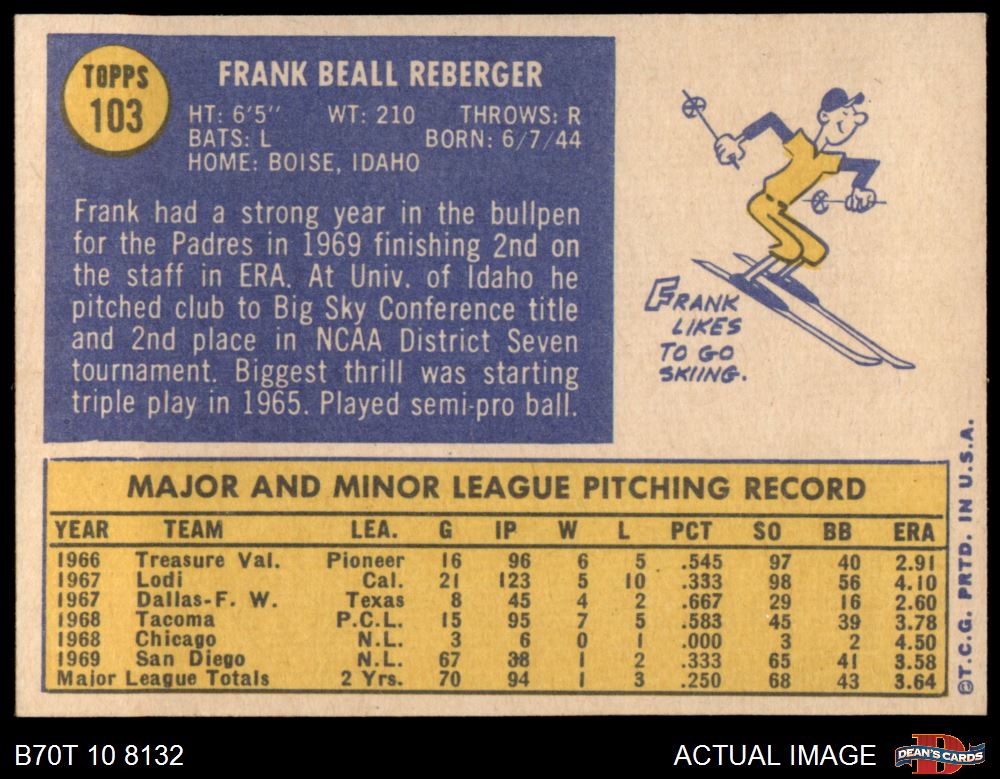 TOPPS
103
FRANK BEALL REBERGER
HT: 6'5" WT: 210 THROWS: R
BATS: L BORN: 6/7/44
HOME: BOISE, IDAHO
Frank had a strong year in the bullpen
for the Padres in 1969 finishing 2nd on
the staff in ERA. At Univ. of Idaho he
pitched club to Big Sky Conference title
and 2nd place in NCAA District Seven
tournament. Biggest thrill was starting
triple play in 1965. Played semi-pro ball.
FRANK
LIKES
TO GO
SKIING.
MAJOR AND MINOR LEAGUE PITCHING RECORD
YEAR TEAM LEA. G IP W L PCT SO BB ERA
1966 Treasure Val. Pioneer 16 96 6 5 .545 97 40 2.91
1967 Lodi Cal. 21 123 5 10 .333 98 56 4.10
1967 Dallas-F. W. Texas 8 45 4 2 .667 29 16 2.60
1968 Tacoma P.C.L. 15 95 7 5 .583 45 39 3.78
1968 Chicago N.L. 3 6 0 1 .000 3 2 4.50
1969 San Diego N.L. 67 38 1 2 .333 65 41 3.58
Major League Totals 2 Yrs. 70 94 1 3 .250 68 43 3.64
©T.C.G. PRTD. IN U.S.A.
B70T 10 8132
ACTUAL IMAGE
DEAN'S CARDS